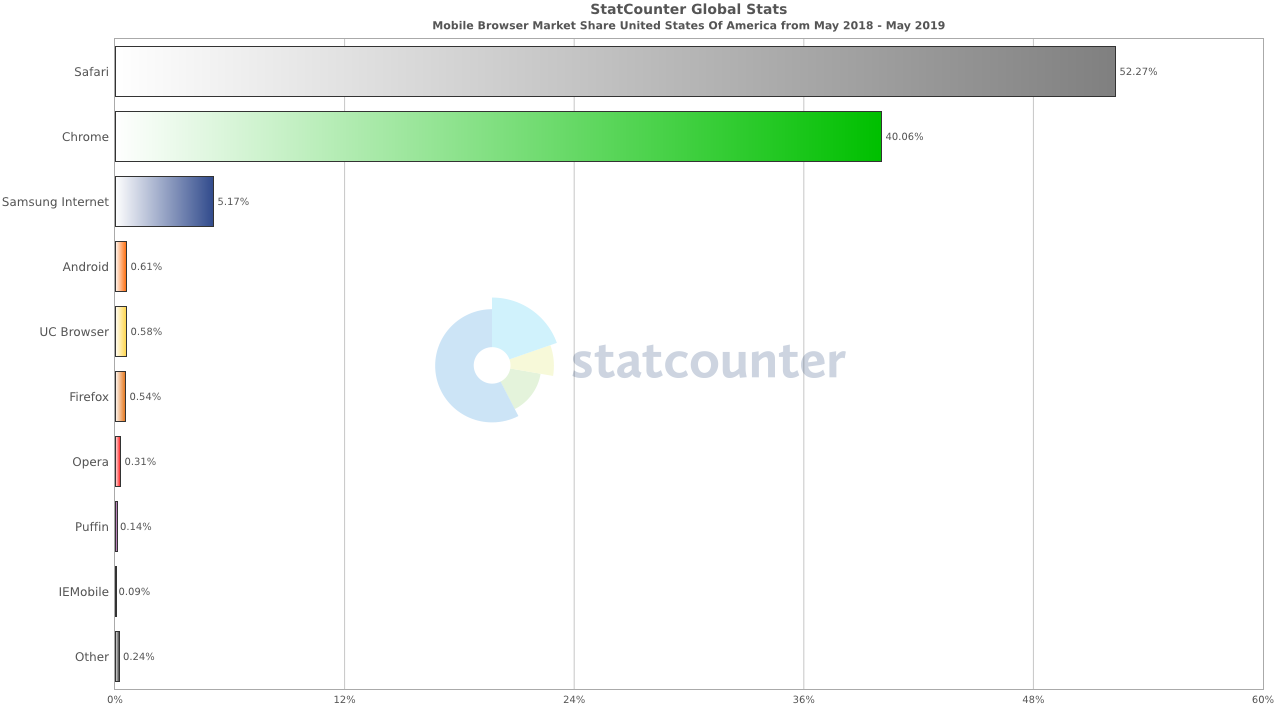 StatCounter Global Stats
Mobile Browser Market Share United States Of America from May 2018 - May 2019
Safari 52.27%
Chrome 40.06%
Samsung Internet 5.17%
Android 0.61%
UC Browser 0.58%
statcounter
Firefox 0.54%
Opera 0.31%
Puffin 0.14%
IEMobile 0.09%
Other 0.24%
0% 12% 24% 36% 48% 60%